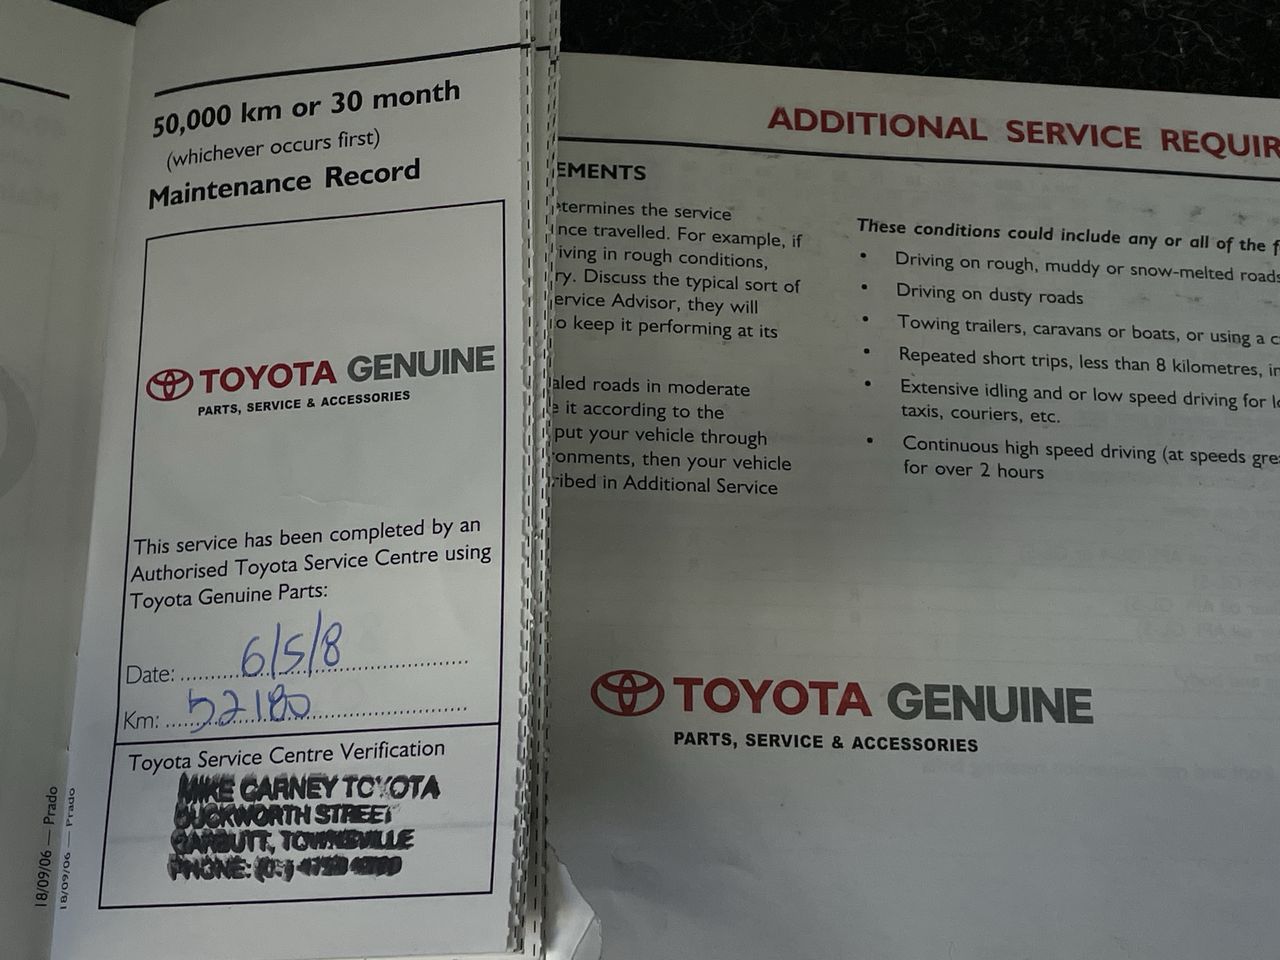 50,000 km or 30 month
(whichever occurs first)
Maintenance Record
TOYOTA GENUINE
PARTS, SERVICE & ACCESSORIES
This service has been completed by an
Authorised Toyota Service Centre using
Toyota Genuine Parts:
Date: 6/5/8
Km: 52180
Toyota Service Centre Verification
MIKE CARNEY TOYOTA
DUCKWORTH STREET
GARBUTT, TOWNSVILLE
PHONE:
18/09/06 — Prado
18/09/06 — Prado
ADDITIONAL SERVICE REQUIR
EMENTS
etermines the service
nce travelled. For example, if
iving in rough conditions,
ry. Discuss the typical sort of
ervice Advisor, they will
o keep it performing at its
aled roads in moderate
e it according to the
put your vehicle through
onments, then your vehicle
ribed in Additional Service
These conditions could include any or all of the f
• Driving on rough, muddy or snow-melted roads
• Driving on dusty roads
• Towing trailers, caravans or boats, or using a c
• Repeated short trips, less than 8 kilometres, in
• Extensive idling and or low speed driving for lo
taxis, couriers, etc.
• Continuous high speed driving (at speeds gre
for over 2 hours
TOYOTA GENUINE
PARTS, SERVICE & ACCESSORIES